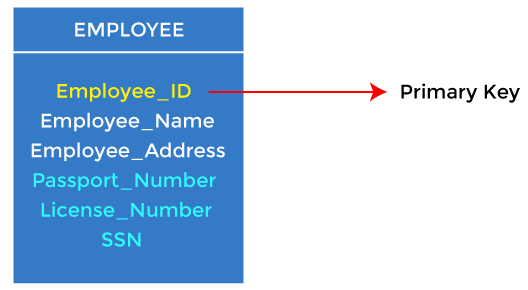 EMPLOYEE
Employee_ID
Primary Key
Employee_Name
Employee_Address
Passport_Number
License_Number
SSN